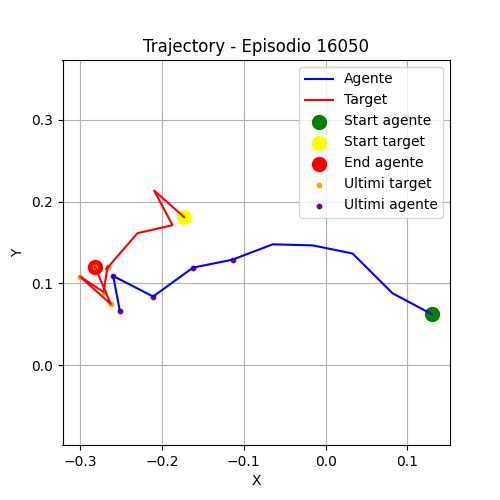 Trajectory - Episodio 16050
Agente
Target
Start agente
Start target
End agente
Ultimi target
Ultimi agente
Y
0.3
0.2
0.1
0.0
−0.3 −0.2 −0.1 0.0 0.1
X